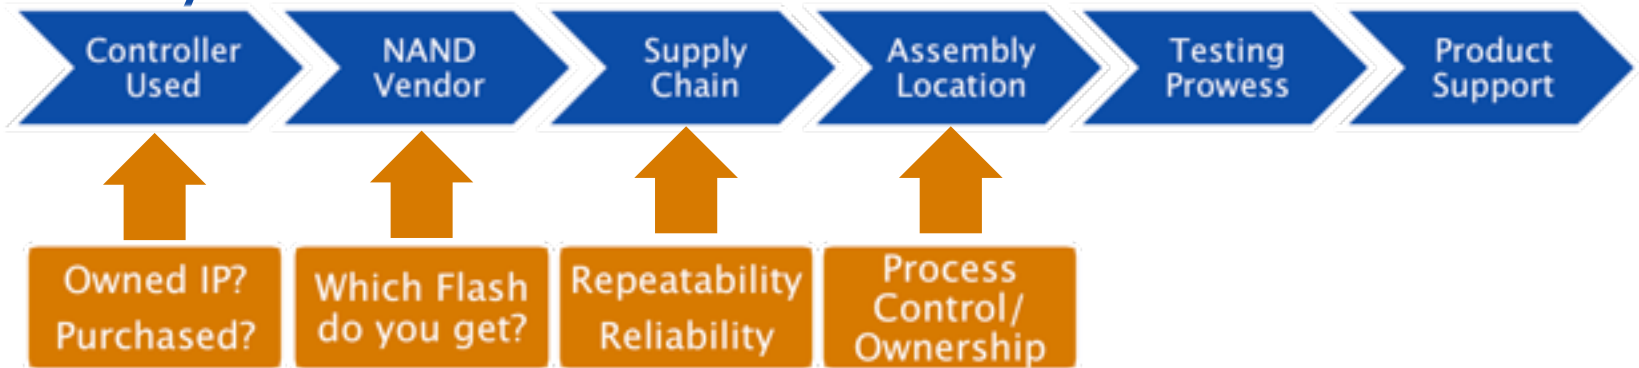 Controller
Used
NAND
Vendor
Supply
Chain
Assembly
Location
Testing
Prowess
Product
Support
Owned IP?
Purchased?
Which Flash
do you get?
Repeatability
Reliability
Process
Control/
Ownership